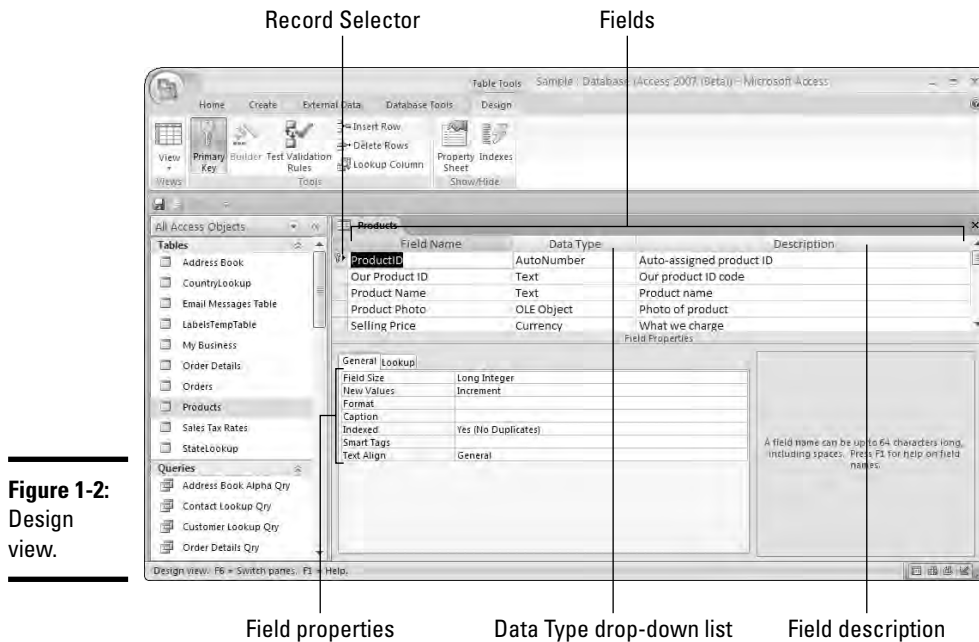 Record Selector
Fields
Table Tools
Sample : Database (Access 2007 (Beta)) - Microsoft Access
Home
Create
External Data
Database Tools
Design
View
Primary Key
Builder
Test Validation Rules
Insert Row
Delete Rows
Lookup Column
Property Sheet
Indexes
Views
Tools
Show/Hide
All Access Objects
Products
Tables
Address Book
CountryLookup
Email Messages Table
LabelsTempTable
My Business
Order Details
Orders
Products
Sales Tax Rates
StateLookup
Queries
Address Book Alpha Qry
Contact Lookup Qry
Customer Lookup Qry
Order Details Qry
Field Name Data Type Description
ProductID AutoNumber Auto-assigned product ID
Our Product ID Text Our product ID code
Product Name Text Product name
Product Photo OLE Object Photo of product
Selling Price Currency What we charge
Field Properties
General Lookup
Field Size Long Integer
New Values Increment
Format
Caption
Indexed Yes (No Duplicates)
Smart Tags
Text Align General
A field name can be up to 64 characters long,
including spaces. Press F1 for help on field
names.
Design view. F6 = Switch panes. F1 = Help.
Figure 1-2:
Design
view.
Field properties
Data Type drop-down list
Field description